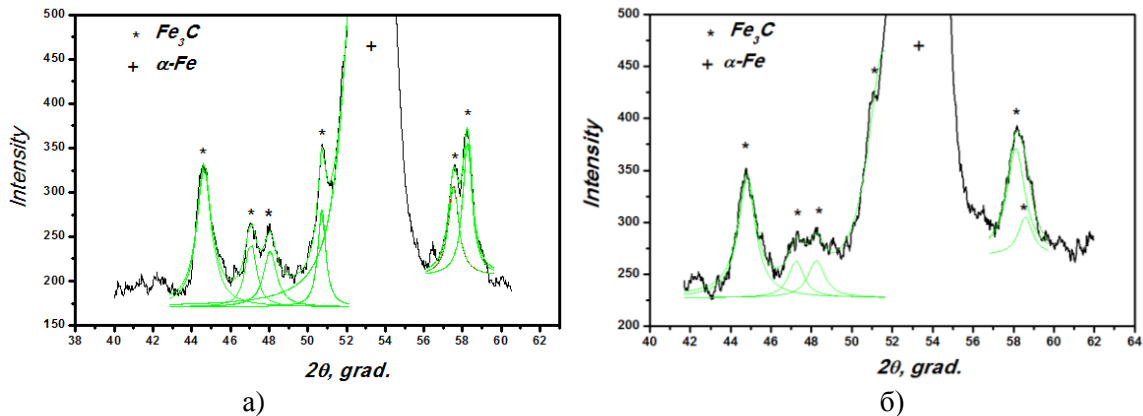 500
450
400
350
300
250
200
150
38 40 42 44 46 48 50 52 54 56 58 60 62
Intensity
2θ, grad.
* Fe₃C
+ α-Fe
* * * * + * *
а)
500
450
400
350
300
250
200
40 42 44 46 48 50 52 54 56 58 60 62 64
Intensity
2θ, grad.
* Fe₃C
+ α-Fe
* * * * + * *
б)